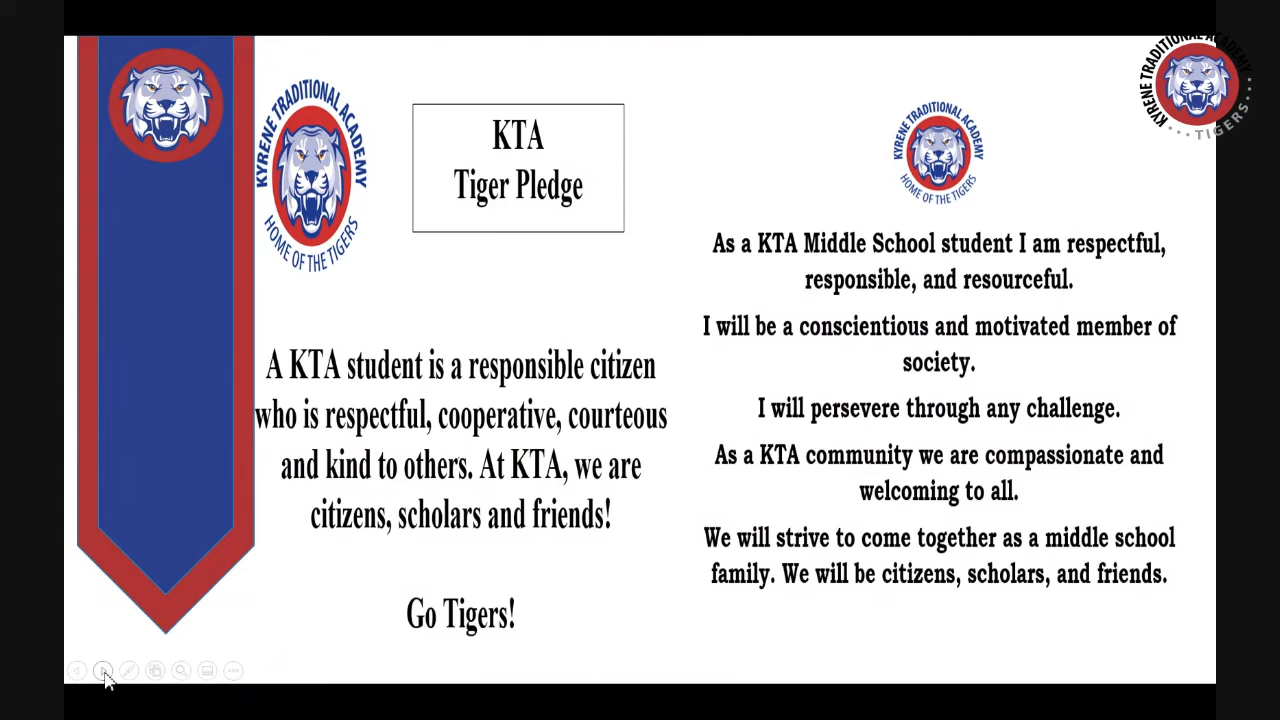 KYRENE TRADITIONAL ACADEMY
HOME OF THE TIGERS
KTA
Tiger Pledge
A KTA student is a responsible citizen
who is respectful, cooperative, courteous
and kind to others. At KTA, we are
citizens, scholars and friends!
Go Tigers!
KYRENE TRADITIONAL ACADEMY
HOME OF THE TIGERS
As a KTA Middle School student I am respectful,
responsible, and resourceful.
I will be a conscientious and motivated member of
society.
I will persevere through any challenge.
As a KTA community we are compassionate and
welcoming to all.
We will strive to come together as a middle school
family. We will be citizens, scholars, and friends.
KYRENE TRADITIONAL ACADEMY
TIGERS